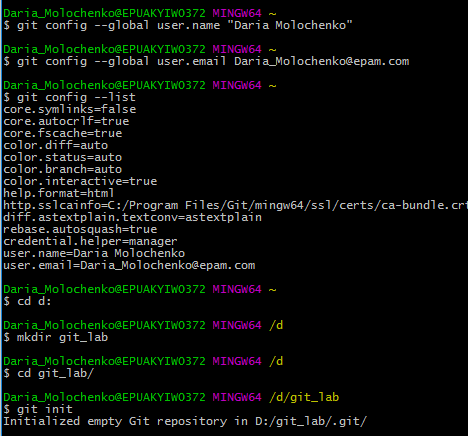 Daria_Molochenko@EPUAKYIW0372 MINGW64 ~
$ git config --global user.name "Daria Molochenko"
Daria_Molochenko@EPUAKYIW0372 MINGW64 ~
$ git config --global user.email Daria_Molochenko@epam.com
Daria_Molochenko@EPUAKYIW0372 MINGW64 ~
$ git config --list
core.symlinks=false
core.autocrlf=true
core.fscache=true
color.diff=auto
color.status=auto
color.branch=auto
color.interactive=true
help.format=html
http.sslcainfo=C:/Program Files/Git/mingw64/ssl/certs/ca-bundle.crt
diff.astextplain.textconv=astextplain
rebase.autosquash=true
credential.helper=manager
user.name=Daria Molochenko
user.email=Daria_Molochenko@epam.com
Daria_Molochenko@EPUAKYIW0372 MINGW64 ~
$ cd d:
Daria_Molochenko@EPUAKYIW0372 MINGW64 /d
$ mkdir git_lab
Daria_Molochenko@EPUAKYIW0372 MINGW64 /d
$ cd git_lab/
Daria_Molochenko@EPUAKYIW0372 MINGW64 /d/git_lab
$ git init
Initialized empty Git repository in D:/git_lab/.git/